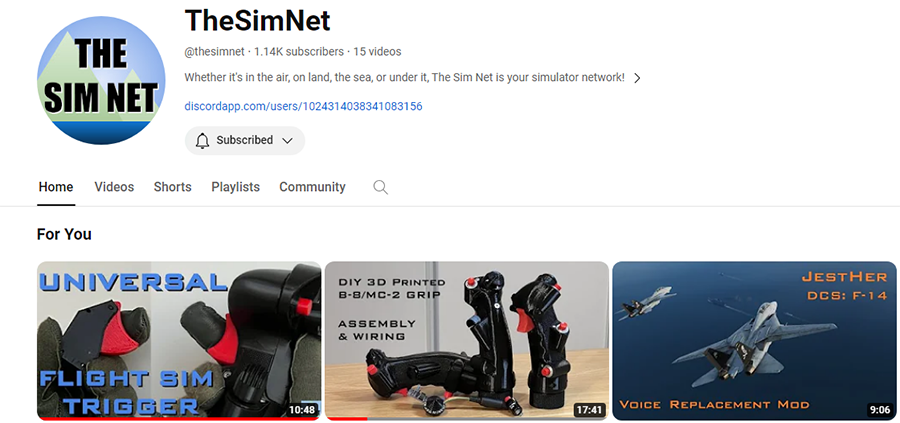 THE
SIM NET
TheSimNet
@thesimnet · 1.14K subscribers · 15 videos
Whether it's in the air, on land, the sea, or under it, The Sim Net is your simulator network!
discordapp.com/users/1024314038341083156
Subscribed
Home Videos Shorts Playlists Community
For You
UNIVERSAL
FLIGHT SIM
TRIGGER
10:48
DIY 3D Printed
B-8/MC-2 Grip
Assembly
& Wiring
17:41
JestHer
DCS: F-14
Voice Replacement Mod
9:06